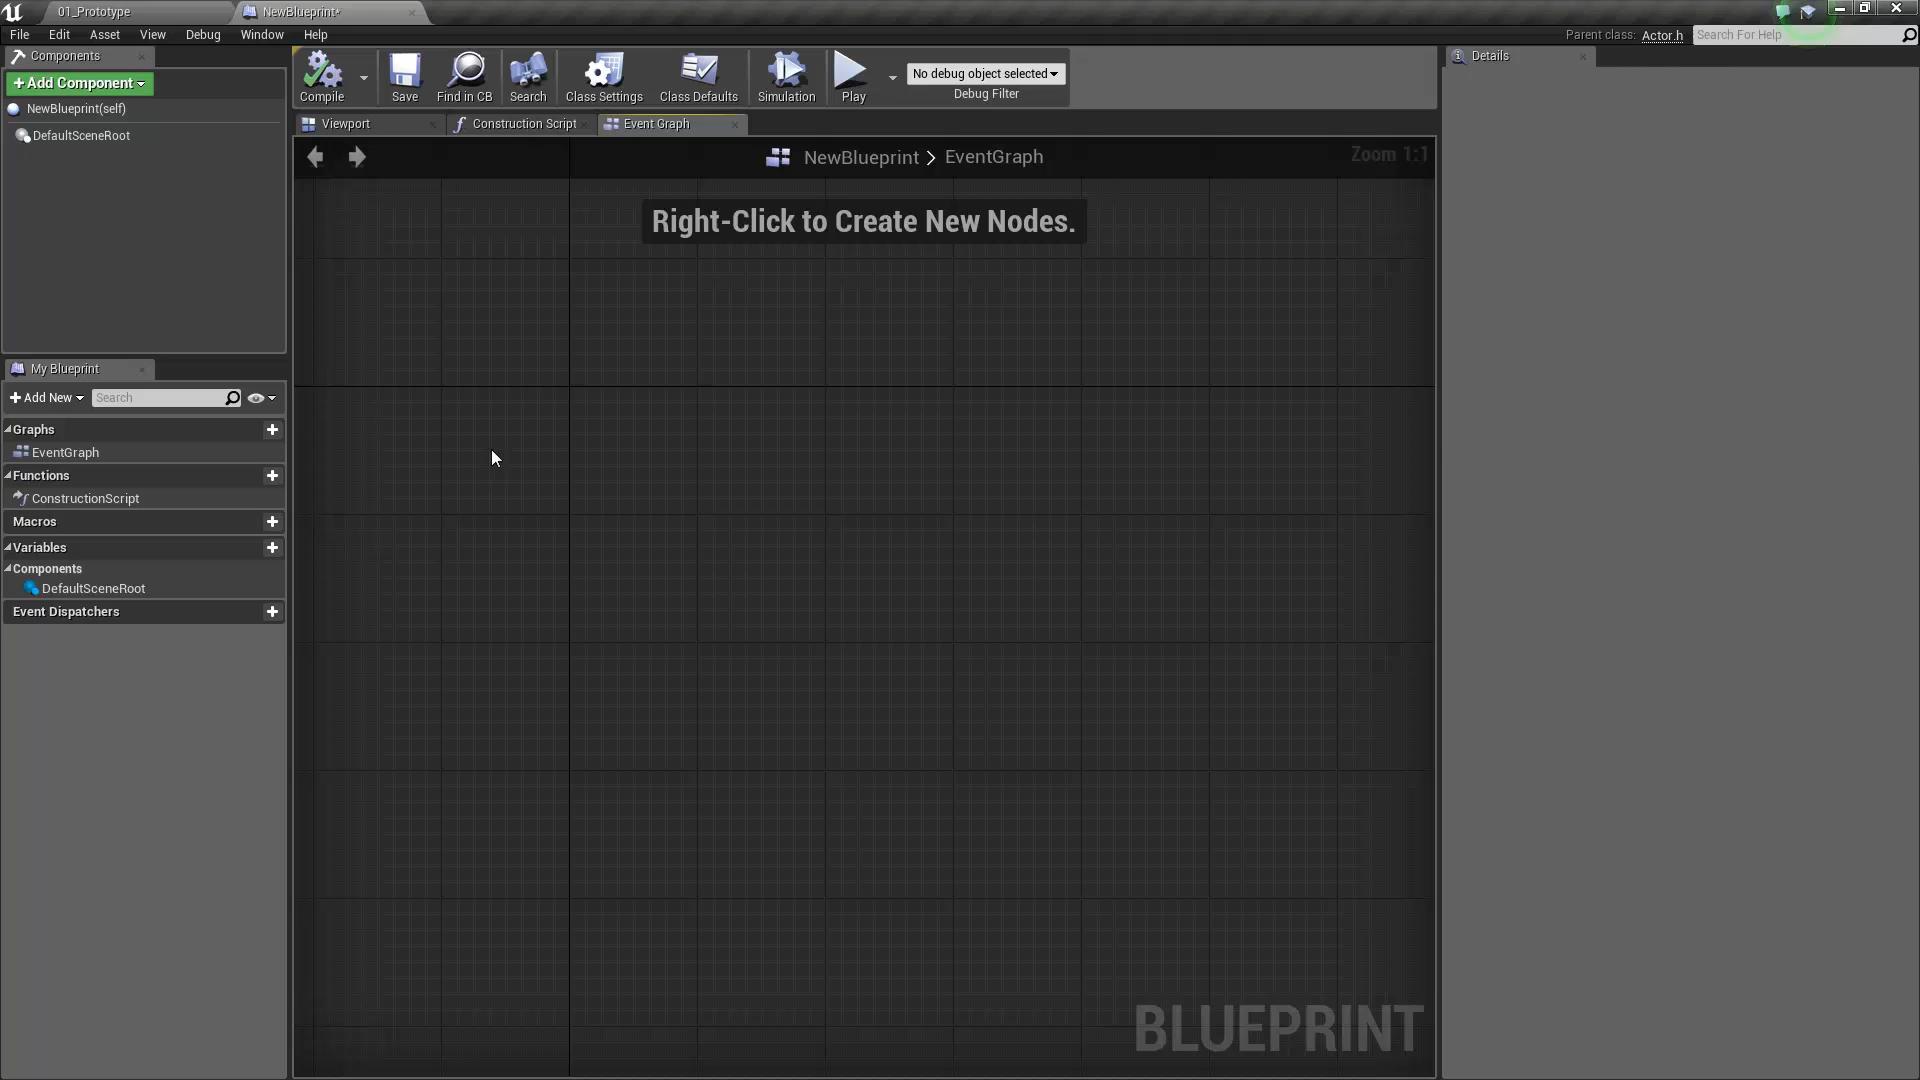 01_Prototype
NewBlueprint*
File Edit Asset View Debug Window Help
Parent class: Actor.h
Search For Help
Components
+Add Component
NewBlueprint(self)
DefaultSceneRoot
Compile
Save
Find in CB
Search
Class Settings
Class Defaults
Simulation
Play
No debug object selected
Debug Filter
Details
Viewport
Construction Script
Event Graph
NewBlueprint > EventGraph
Zoom 1:1
Right-Click to Create New Nodes.
My Blueprint
+Add New
Search
Graphs
EventGraph
Functions
ConstructionScript
Macros
Variables
Components
DefaultSceneRoot
Event Dispatchers
BLUEPRINT